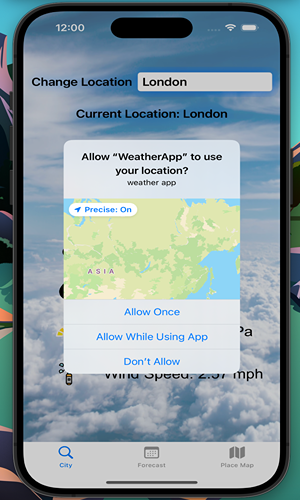 12:00
Change Location London
Current Location: London
Allow “WeatherApp” to use
your location?
weather app
Precise: On
ASIA
Allow Once
Allow While Using App
Don’t Allow
Pa
Wind Speed: 2.57 mph
City Forecast Place Map